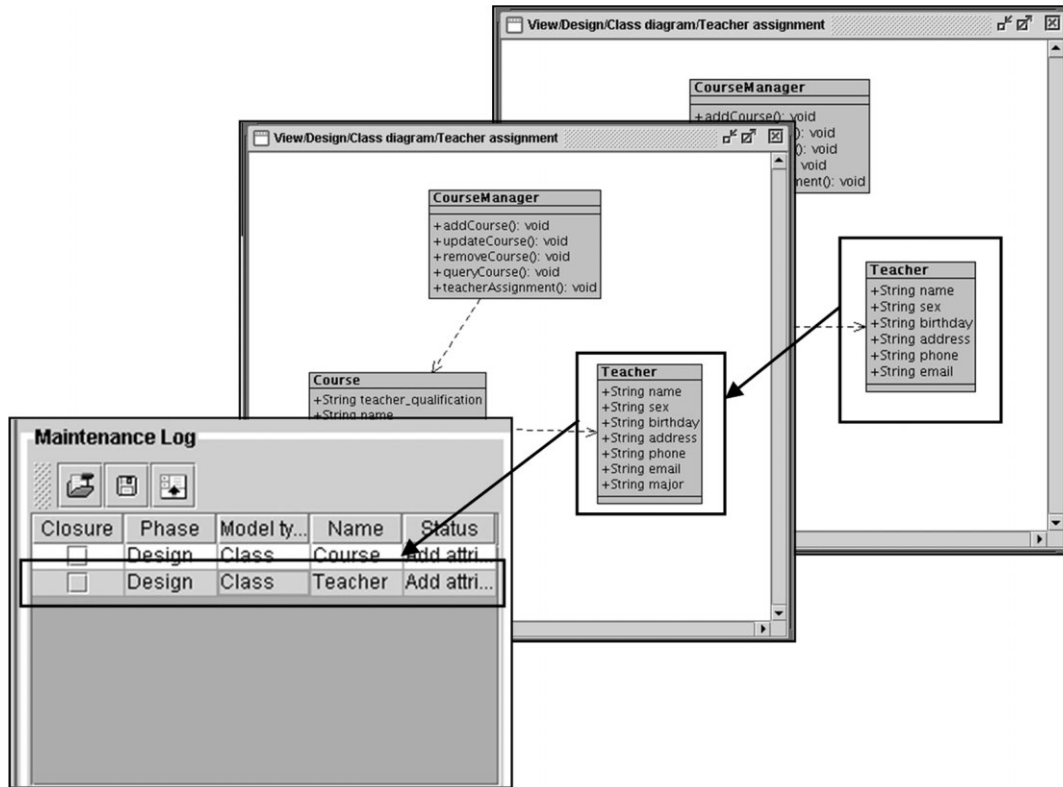 View/Design/Class diagram/Teacher assignment
CourseManager
+addCourse(): void
(): void
(): void
void
ment(): void
Teacher
+String name
+String sex
+String birthday
+String address
+String phone
+String email
View/Design/Class diagram/Teacher assignment
CourseManager
+addCourse(): void
+updateCourse(): void
+removeCourse(): void
+queryCourse(): void
+teacherAssignment(): void
Course
+String teacher_qualification
+String name
Teacher
+String name
+String sex
+String birthday
+String address
+String phone
+String email
+String major
Maintenance Log
Closure Phase Model ty... Name Status
Design Class Course Add attri...
Design Class Teacher Add attri...